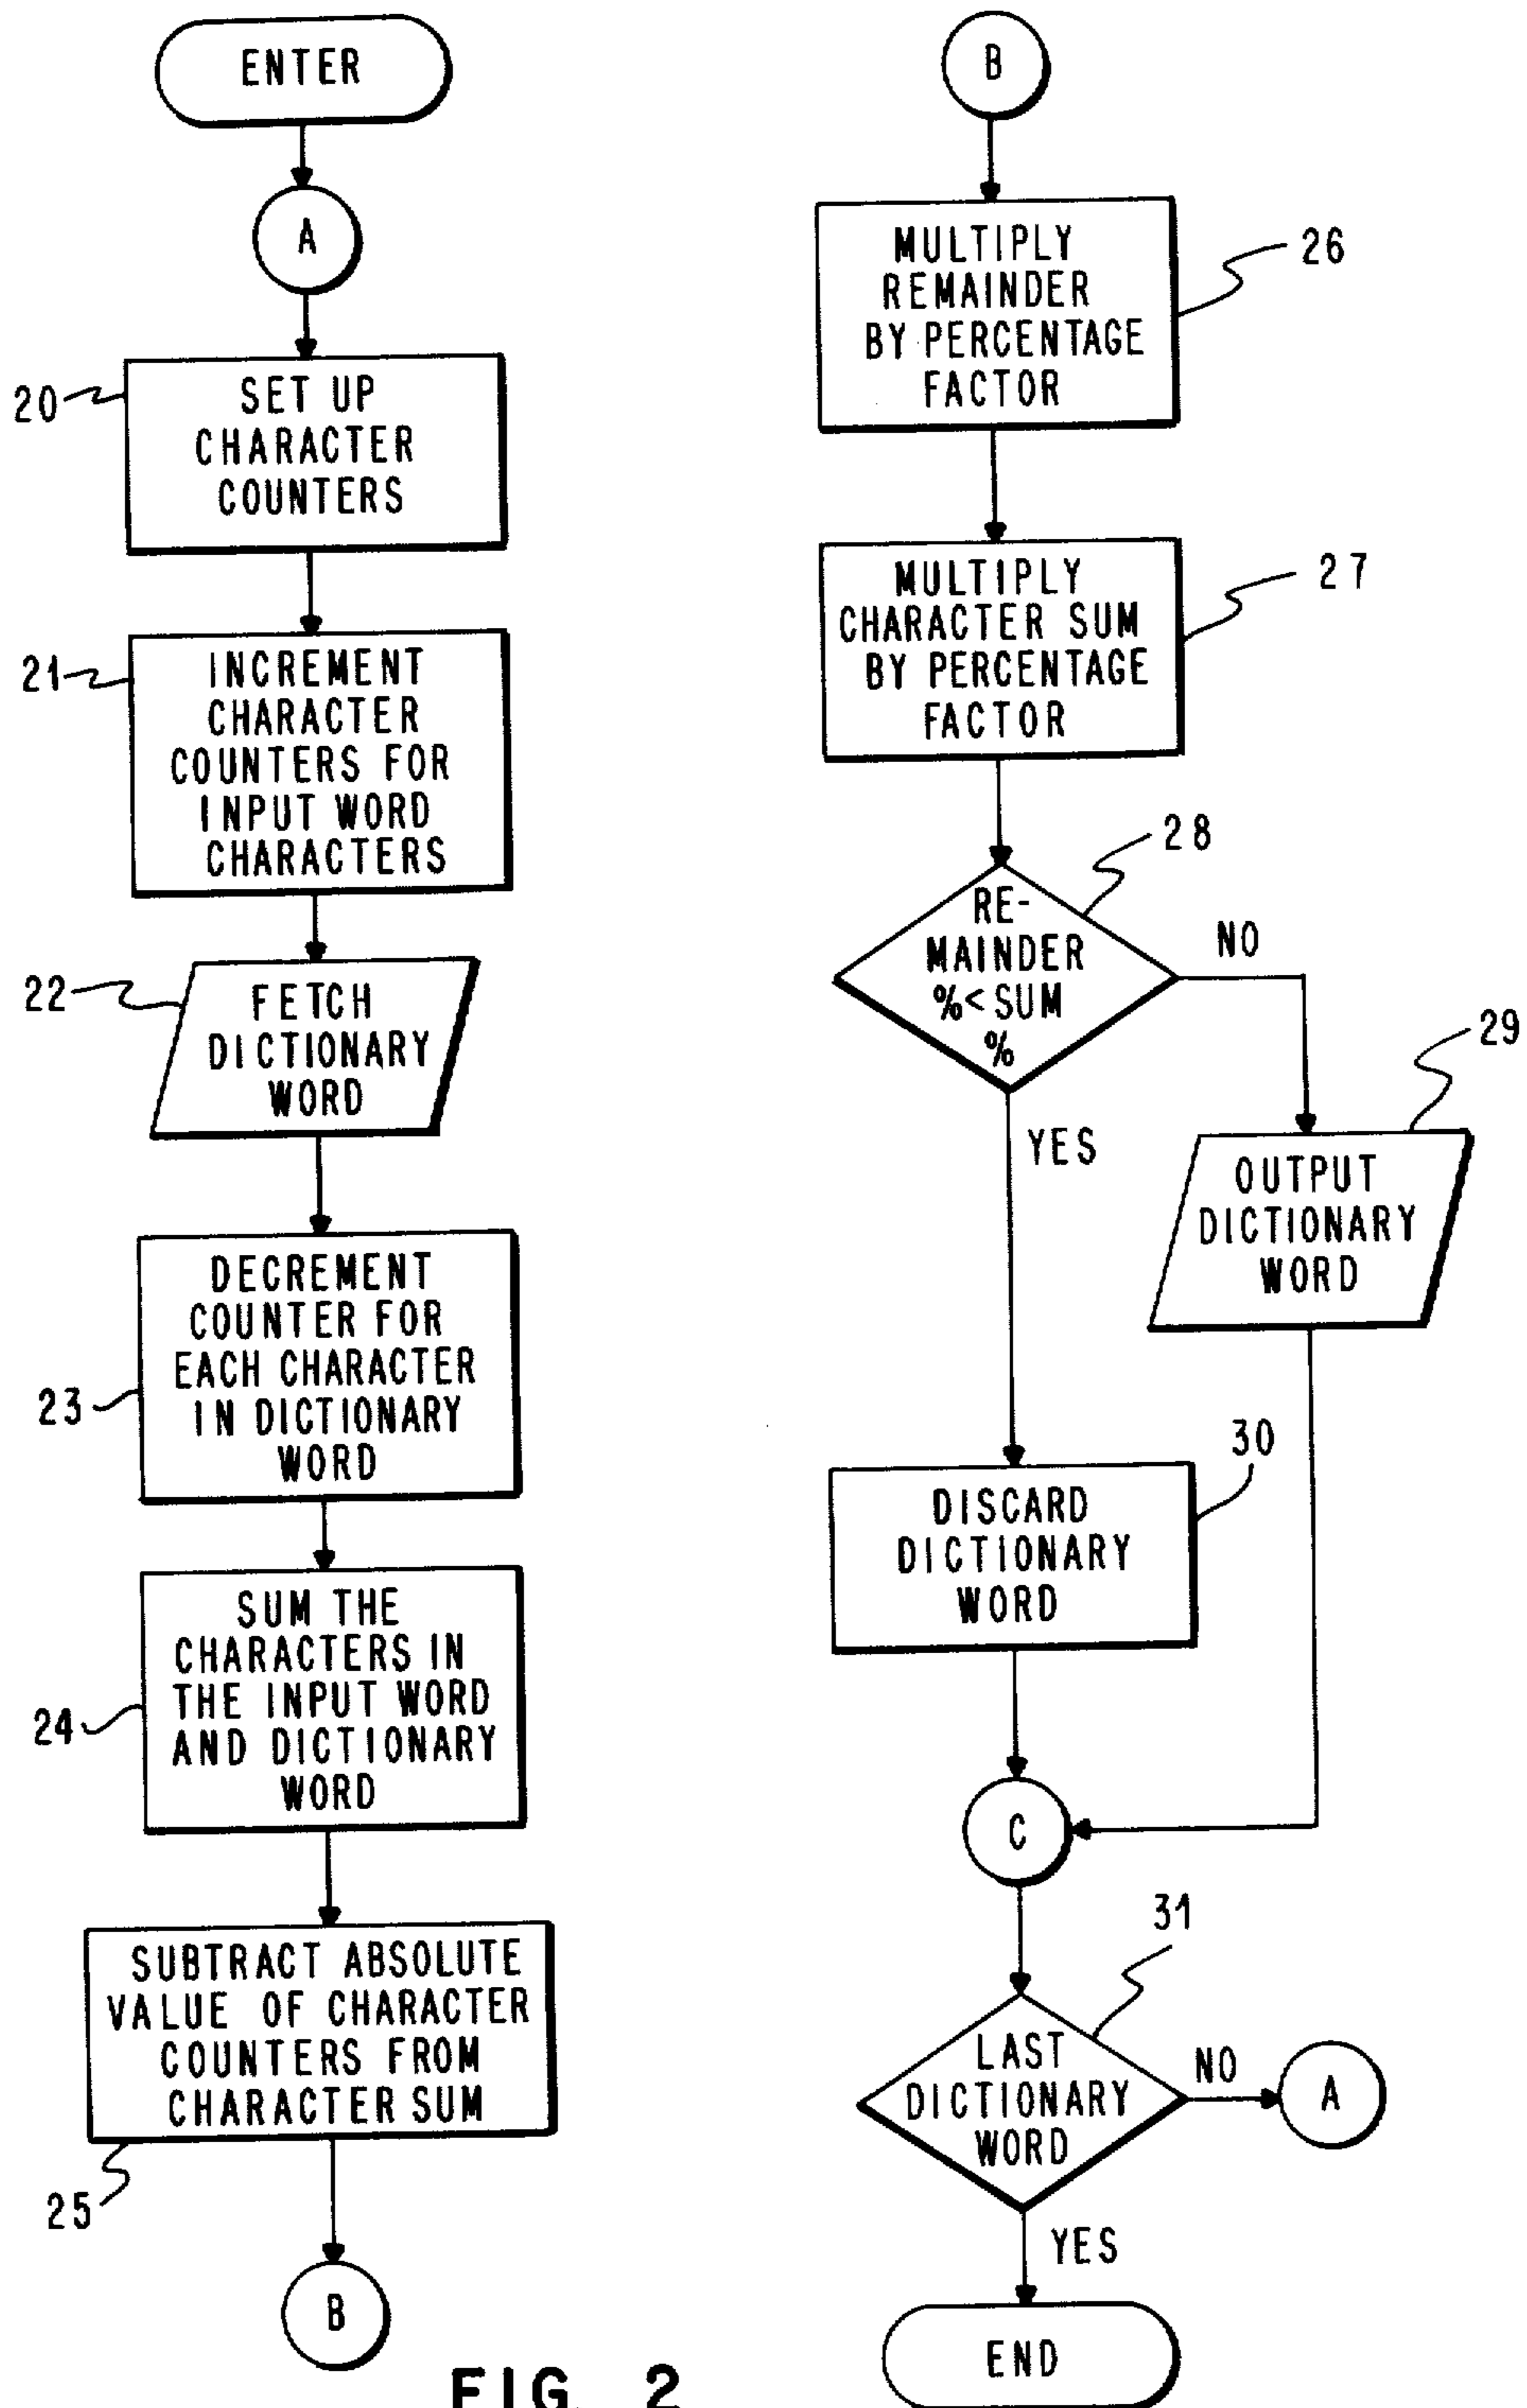 ENTER
A
20
SET UP
CHARACTER
COUNTERS
21
INCREMENT
CHARACTER
COUNTERS FOR
INPUT WORD
CHARACTERS
22
FETCH
DICTIONARY
WORD
23
DECREMENT
COUNTER FOR
EACH CHARACTER
IN DICTIONARY
WORD
24
SUM THE
CHARACTERS IN
THE INPUT WORD
AND DICTIONARY
WORD
SUBTRACT ABSOLUTE
VALUE OF CHARACTER
COUNTERS FROM
CHARACTER SUM
25
B
B
26
MULTIPLY
REMAINDER
BY PERCENTAGE
FACTOR
27
MULTIPLY
CHARACTER SUM
BY PERCENTAGE
FACTOR
28
RE-
MAINDER
%<SUM
%
NO
YES
29
OUTPUT
DICTIONARY
WORD
30
DISCARD
DICTIONARY
WORD
C
31
LAST
DICTIONARY
WORD
NO
A
YES
END
FIG. 2